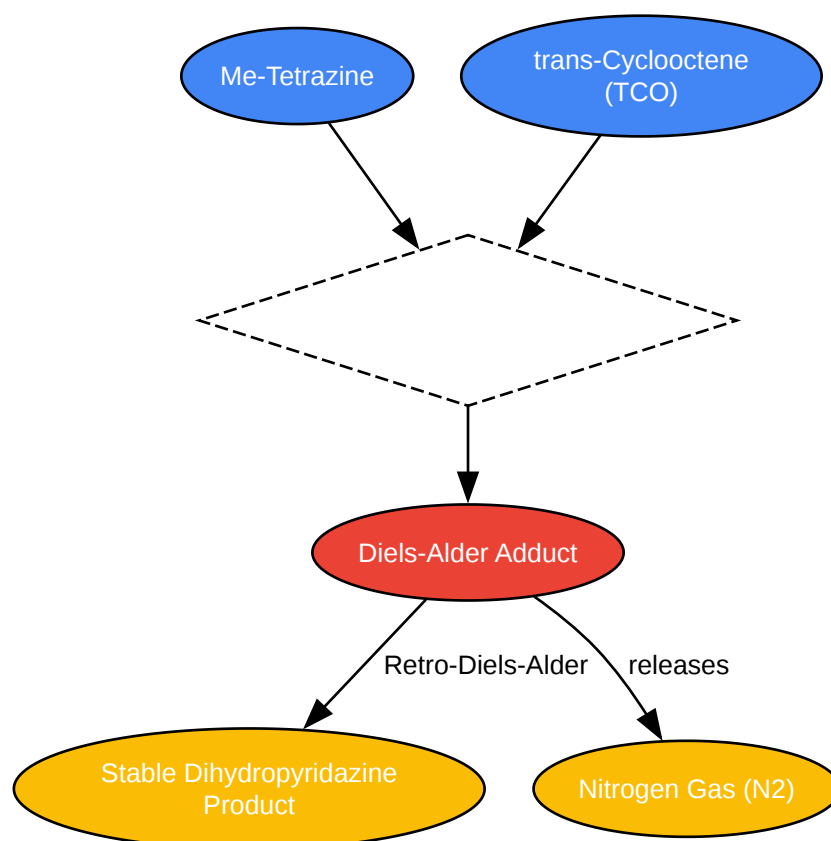 Me-Tetrazine
trans-Cyclooctene
(TCO)
Diels-Alder Adduct
Retro-Diels-Alder
releases
Stable Dihydropyridazine
Product
Nitrogen Gas (N2)